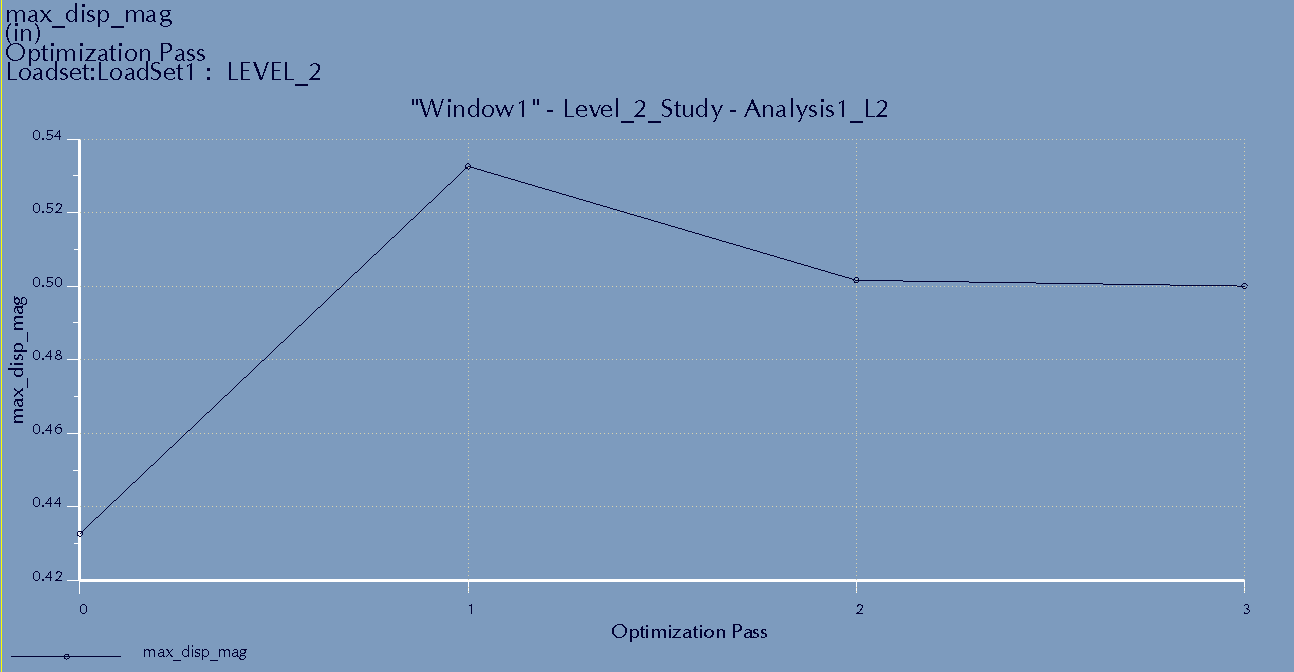 max_disp_mag
(in)
Optimization Pass
Loadset:LoadSet1 : LEVEL_2
"Window1" - Level_2_Study - Analysis1_L2
0.54
0.52
0.50
0.48
0.46
0.44
0.42
max_disp_mag
0 1 2 3
Optimization Pass
max_disp_mag